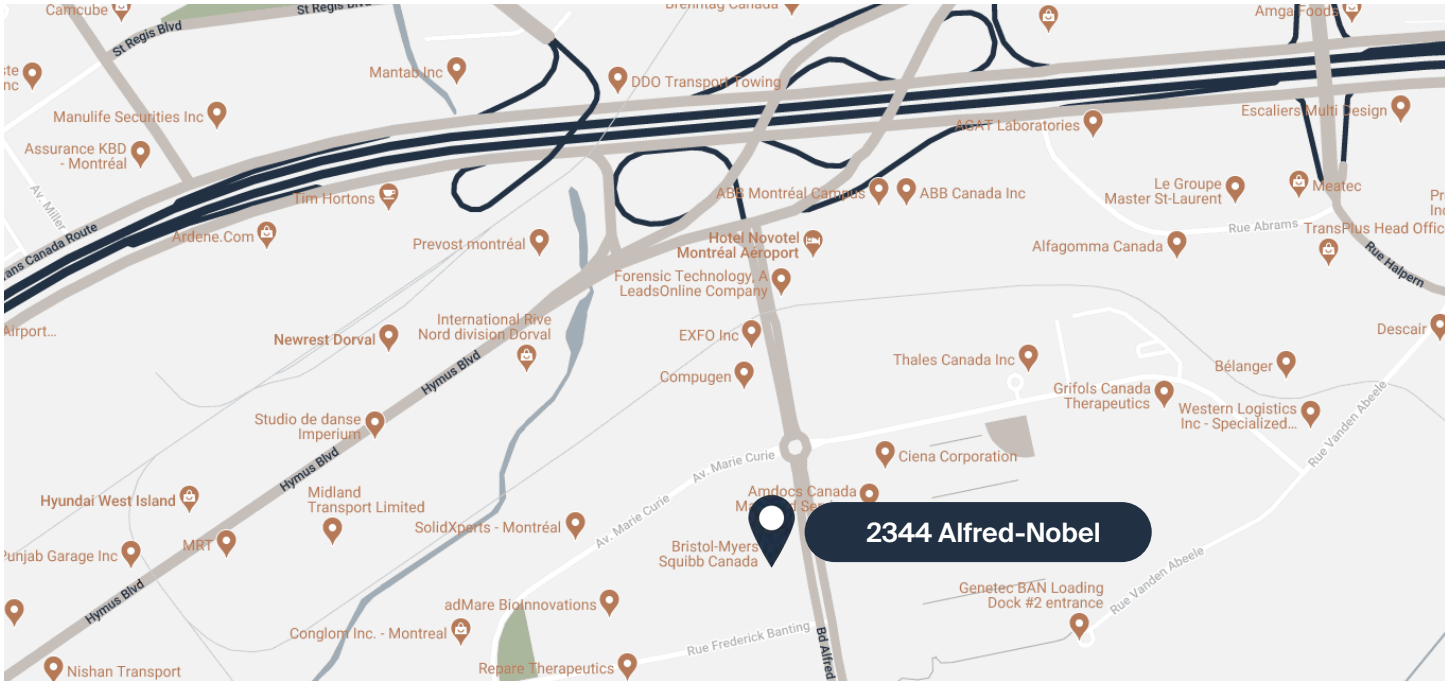 Camcube
St Regis Blvd
St Regis Blvd
Brenntag Canada
Amga Foods
Mantab Inc
DDO Transport Towing
Manulife Securities Inc
AGAT Laboratories
Escaliers Multi Design
Assurance KBD
- Montréal
Av. Miller
Tim Hortons
ABB Montréal Campus
ABB Canada Inc
Le Groupe
Master St-Laurent
Meatec
Rue Abrams
TransPlus Head Offic
Ardene.Com
Prevost montréal
Hotel Novotel
Montréal Aéroport
Alfagomma Canada
Rue Halpern
ans Canada Route
Forensic Technology, A
LeadsOnline Company
Airport...
International Rive
Nord division Dorval
Newrest Dorval
EXFO Inc
Descair
Hymus Blvd
Compugen
Thales Canada Inc
Bélanger
Grifols Canada
Therapeutics
Western Logistics
Inc - Specialized...
Rue Vanden Abeele
Studio de danse
Imperium
Hymus Blvd
Av. Marie Curie
Ciena Corporation
Hyundai West Island
Midland
Transport Limited
Amdocs Canada
SolidXperts - Montréal
Av. Marie Curie
2344 Alfred-Nobel
Punjab Garage Inc
MRT
Bristol-Myers
Squibb Canada
Hymus Blvd
adMare BioInnovations
Genetec BAN Loading
Dock #2 entrance
Rue Vanden Abeele
Conglom Inc. - Montreal
Rue Frederick Banting
Bd Alfred
Nishan Transport
Repare Therapeutics